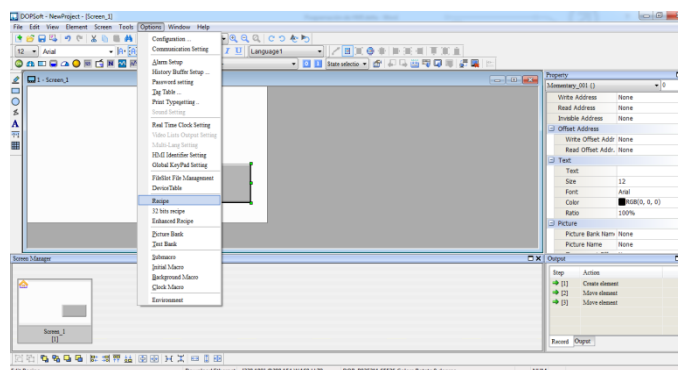 DOPSoft - NewProject - [Screen_1]
File Edit View Element Screen Tools Options Window Help
12 Arial
Language1
State selectio
Configuration ...
Communication Setting
Alarm Setup
History Buffer Setup ...
Password setting
Tag Table ...
Print Typesetting ...
Sound Setting
Real Time Clock Setting
Video Lists Output Setting
Multi-Lang Setting
HMI Identifier Setting
Global KeyPad Setting
FileSlot File Management
DeviceTable
Recipe
32 bits recipe
Enhanced Recipe
Picture Bank
Text Bank
Submacro
Initial Macro
Background Macro
Clock Macro
Environment
1 - Screen_1
Property
Momentary_001 {}
0
Write Address None
Read Address None
Invisible Address None
Offset Address
Write Offset Addr None
Read Offset Addr. None
Text
Text
Size 12
Font Arial
Color RGB(0, 0, 0)
Ratio 100%
Picture
Picture Bank Name None
Picture Name None
Screen Manager
Screen_1
[1]
Output
Step Action
[1] Create element
[2] Move element
[3] Move element
Record Output